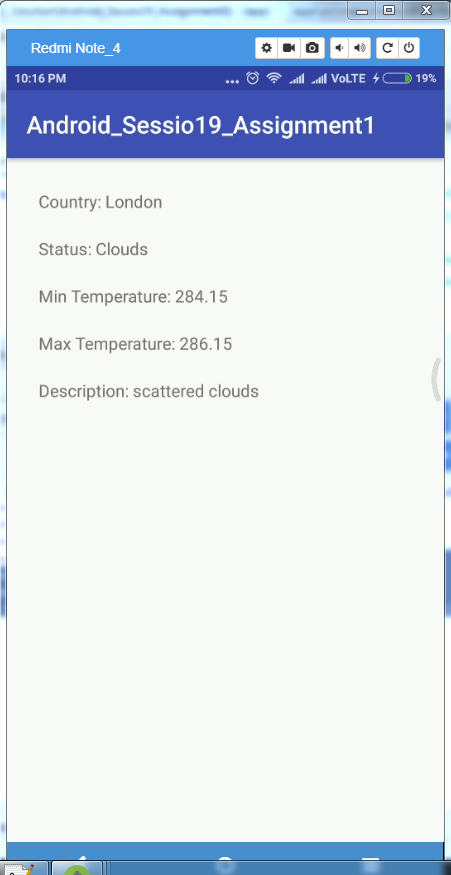 Redmi Note_4
10:16 PM ... VoLTE 19%
Android_Sessio19_Assignment1
Country: London
Status: Clouds
Min Temperature: 284.15
Max Temperature: 286.15
Description: scattered clouds